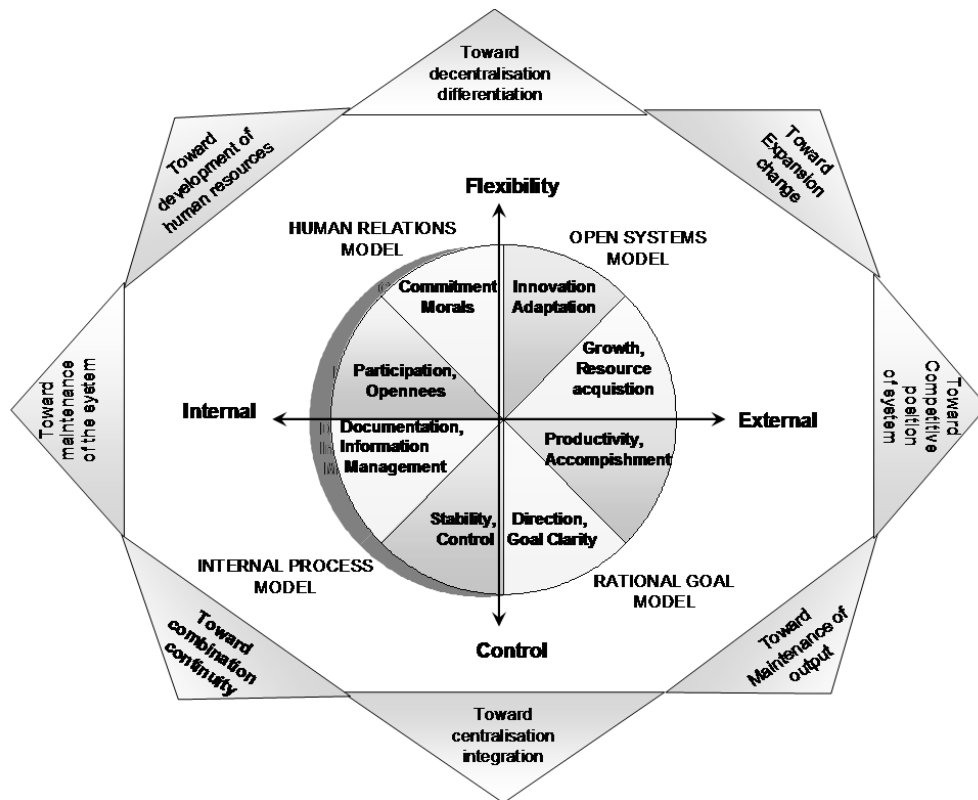 Toward
decentralisation
differentiation
Toward
development of
human resources
Toward
Expansion
change
Flexibility
HUMAN RELATIONS
MODEL
OPEN SYSTEMS
MODEL
Commitment
Morals
Innovation
Adaptation
Growth,
Resource
acquistion
Participation,
Opennees
Toward
maintenance
of the system
Internal
External
Toward
Competitive
position
of system
Documentation,
Information
Management
Productivity,
Accompishment
Stability,
Control
Direction,
Goal Clarity
INTERNAL PROCESS
MODEL
RATIONAL GOAL
MODEL
Control
Toward
combination
continuity
Toward
Maintenance of
output
Toward
centralisation
integration